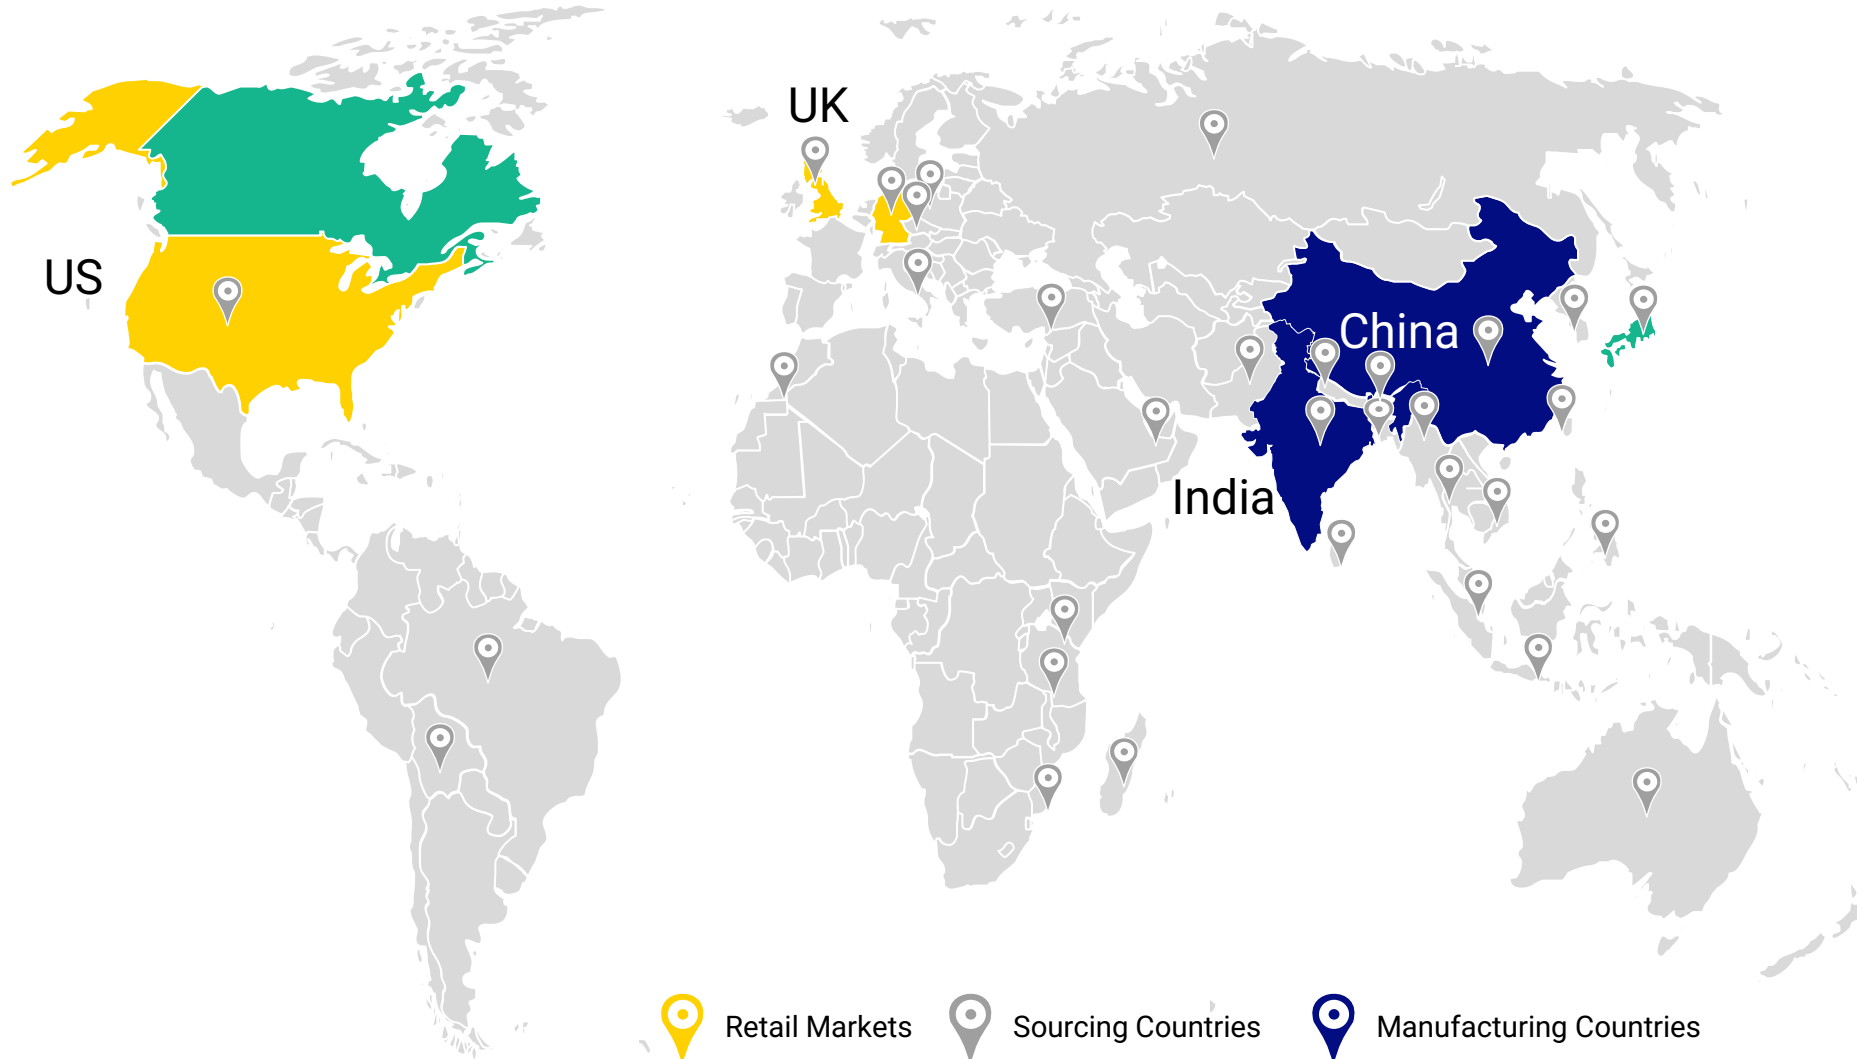 UK
US
China
India
Retail Markets
Sourcing Countries
Manufacturing Countries